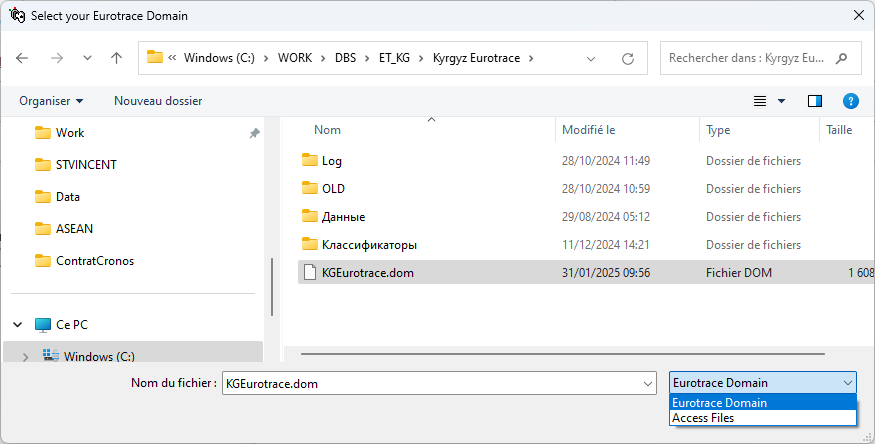 Select your Eurotrace Domain
« Windows (C:) > WORK > DBS > ET_KG > Kyrgyz Eurotrace >
Rechercher dans : Kyrgyz Eu...
Organiser Nouveau dossier
Work
STVINCENT
Data
ASEAN
ContratCronos
Ce PC
Windows (C:)
Nom Modifié le Type Taille
Log 28/10/2024 11:49 Dossier de fichiers
OLD 28/10/2024 10:59 Dossier de fichiers
Данные 29/08/2024 05:12 Dossier de fichiers
Классификаторы 11/12/2024 14:21 Dossier de fichiers
KGEurotrace.dom 31/01/2025 09:56 Fichier DOM 1 608
Nom du fichier : KGEurotrace.dom Eurotrace Domain
Eurotrace Domain
Access Files